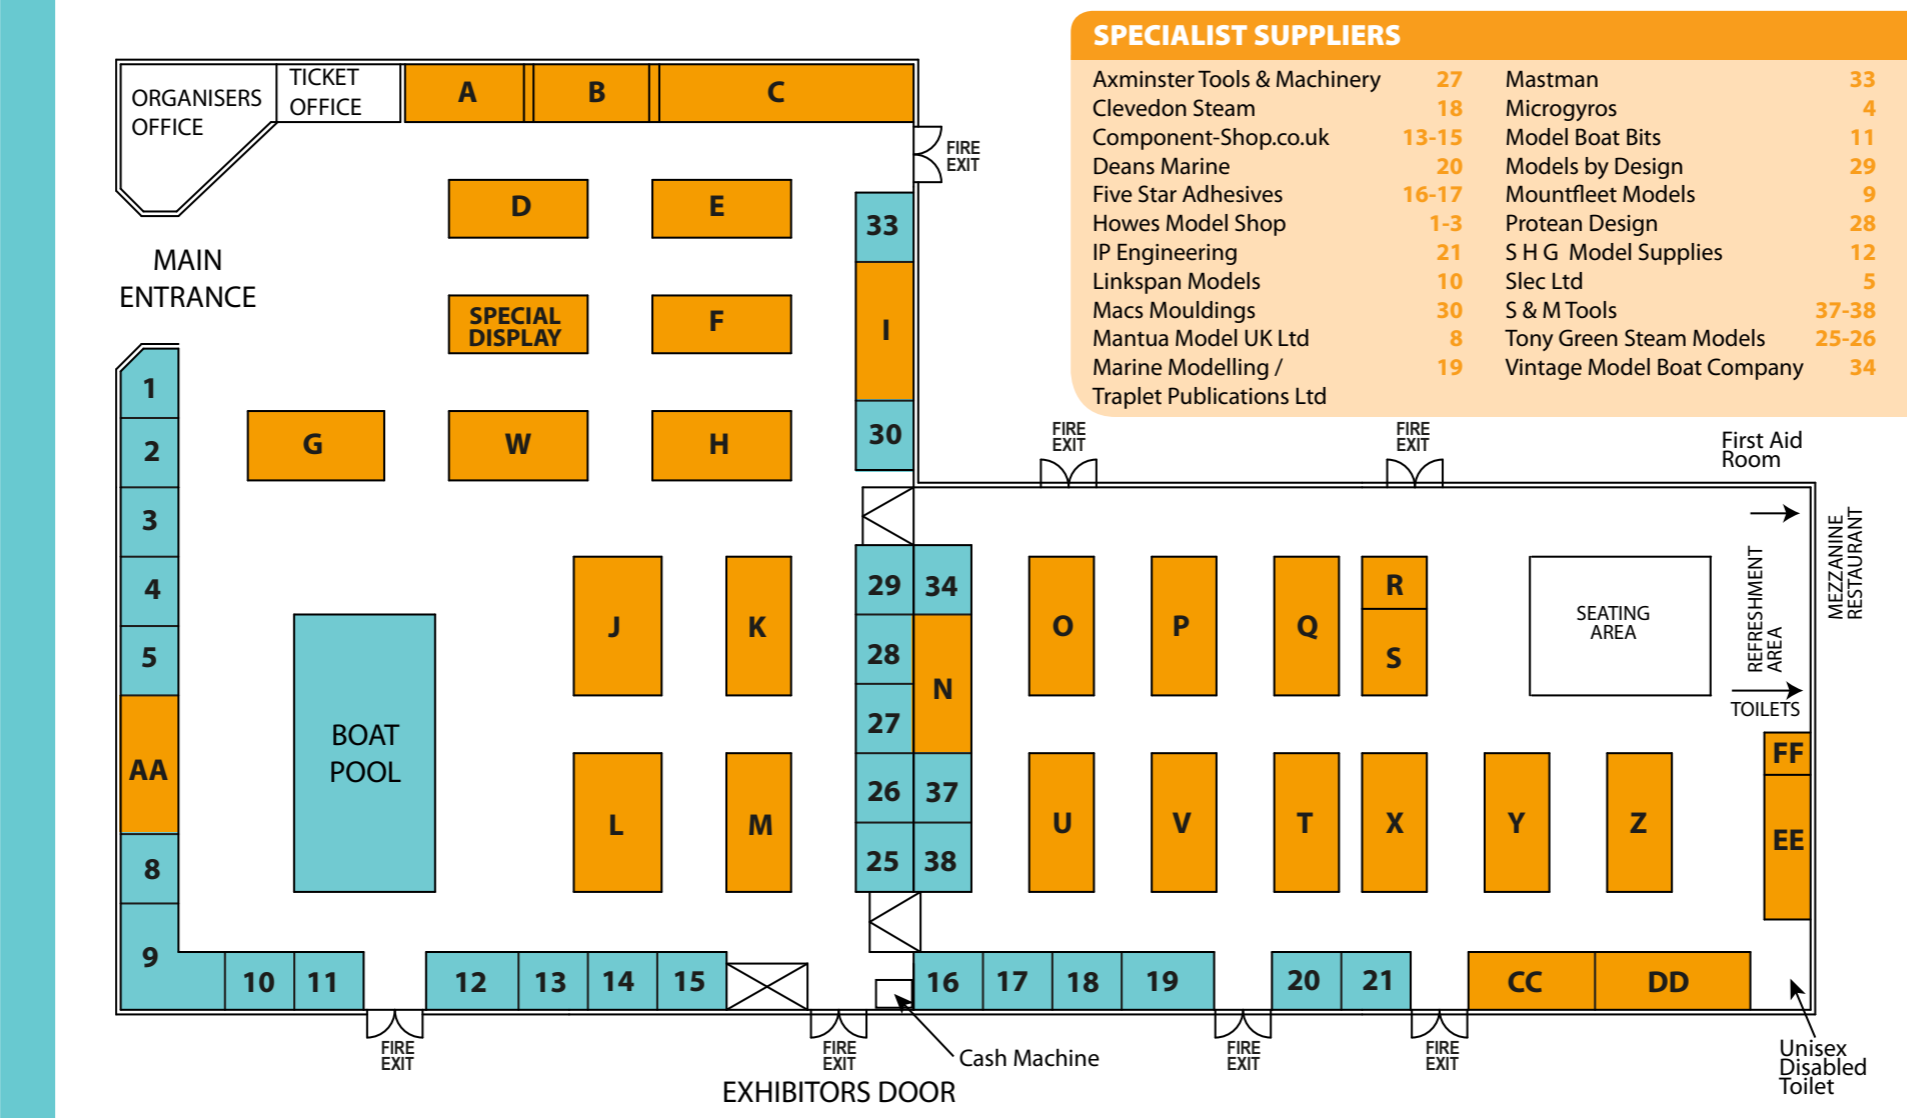 SPECIALIST SUPPLIERS
Axminster Tools & Machinery 27
Clevedon Steam 18
Component-Shop.co.uk 13-15
Deans Marine 20
Five Star Adhesives 16-17
Howes Model Shop 1-3
IP Engineering 21
Linkspan Models 10
Macs Mouldings 30
Mantua Model UK Ltd 8
Marine Modelling / 19
Traplet Publications Ltd
Mastman 33
Microgyros 4
Model Boat Bits 11
Models by Design 29
Mountfleet Models 9
Protean Design 28
S H G Model Supplies 12
Slec Ltd 5
S & M Tools 37-38
Tony Green Steam Models 25-26
Vintage Model Boat Company 34
ORGANISERS
OFFICE
TICKET
OFFICE
A
B
C
FIRE
EXIT
D
E
33
MAIN
ENTRANCE
SPECIAL
DISPLAY
F
I
1
2
3
4
5
AA
8
9
G
W
H
30
FIRE
EXIT
FIRE
EXIT
First Aid
Room
J
K
L
M
BOAT
POOL
29
28
27
26
25
34
N
37
38
O
P
Q
R
S
SEATING
AREA
REFRESHMENT
AREA
MEZZANINE
RESTAURANT
TOILETS
U
V
T
X
Y
Z
FF
EE
10
11
12
13
14
15
16
17
18
19
20
21
CC
DD
FIRE
EXIT
FIRE
EXIT
Cash Machine
FIRE
EXIT
FIRE
EXIT
Unisex
Disabled
Toilet
EXHIBITORS DOOR